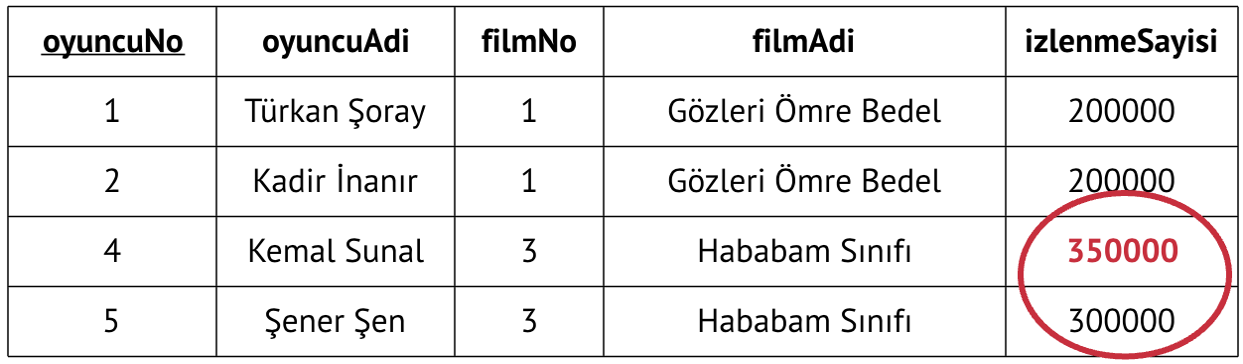 oyuncuNo oyuncuAdi filmNo filmAdi izlenmeSayisi
1 Türkan Şoray 1 Gözleri Ömre Bedel 200000
2 Kadir İnanır 1 Gözleri Ömre Bedel 200000
4 Kemal Sunal 3 Hababam Sınıfı 350000
5 Şener Şen 3 Hababam Sınıfı 300000